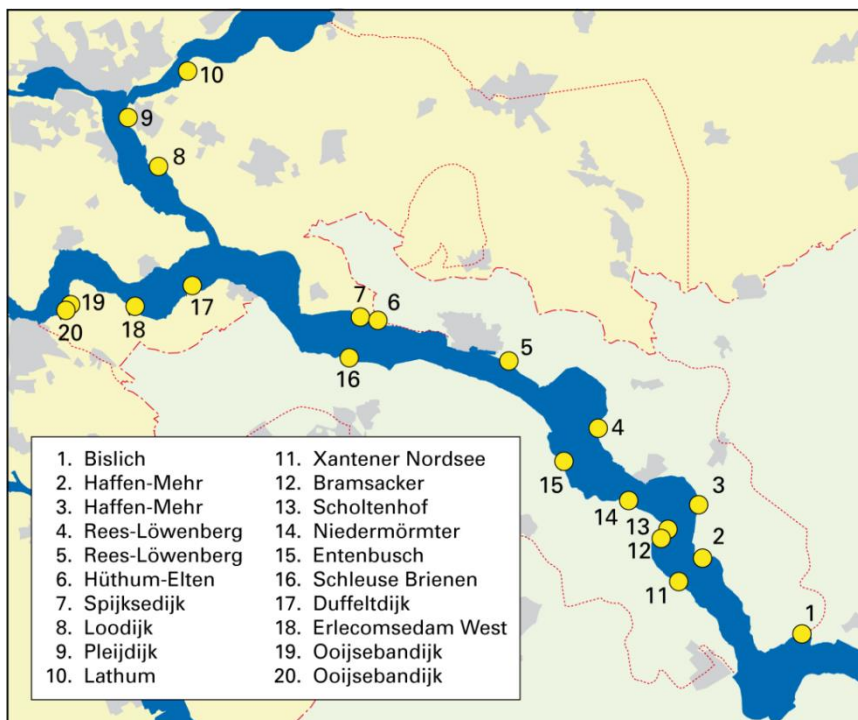 10
9
8
7
6
19
17
20
18
5
16
4
15
3
14
13
12
2
11
1
1. Bislich
2. Haffen-Mehr
3. Haffen-Mehr
4. Rees-Löwenberg
5. Rees-Löwenberg
6. Hüthum-Elten
7. Spijksedijk
8. Loodijk
9. Pleijdijk
10. Lathum
11. Xantener Nordsee
12. Bramsacker
13. Scholtenhof
14. Niedermörmter
15. Entenbusch
16. Schleuse Brienen
17. Duffeltdijk
18. Erlecomsedam West
19. Ooijsebandijk
20. Ooijsebandijk